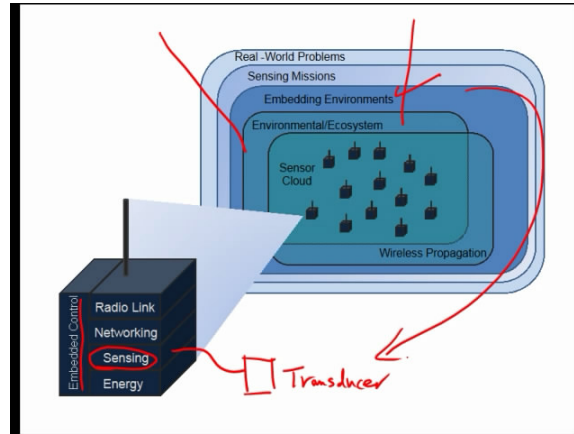 Real -World Problems
Sensing Missions
Embedding Environments
Environmental/Ecosystem
Sensor
Cloud
Wireless Propagation
Embedded Control
Radio Link
Networking
Sensing
Energy
Transducer